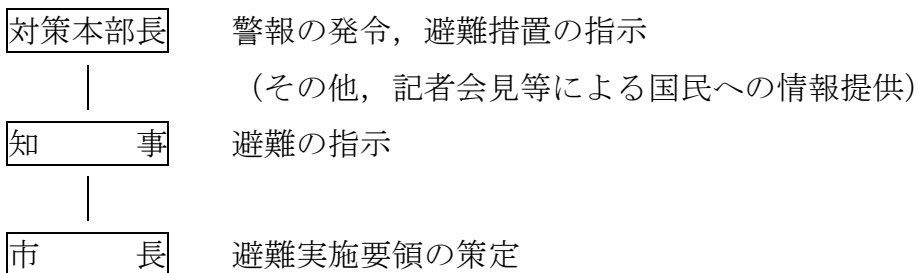 対策本部長 警報の発令，避難措置の指示
（その他，記者会見等による国民への情報提供）
知事 避難の指示
市長 避難実施要領の策定